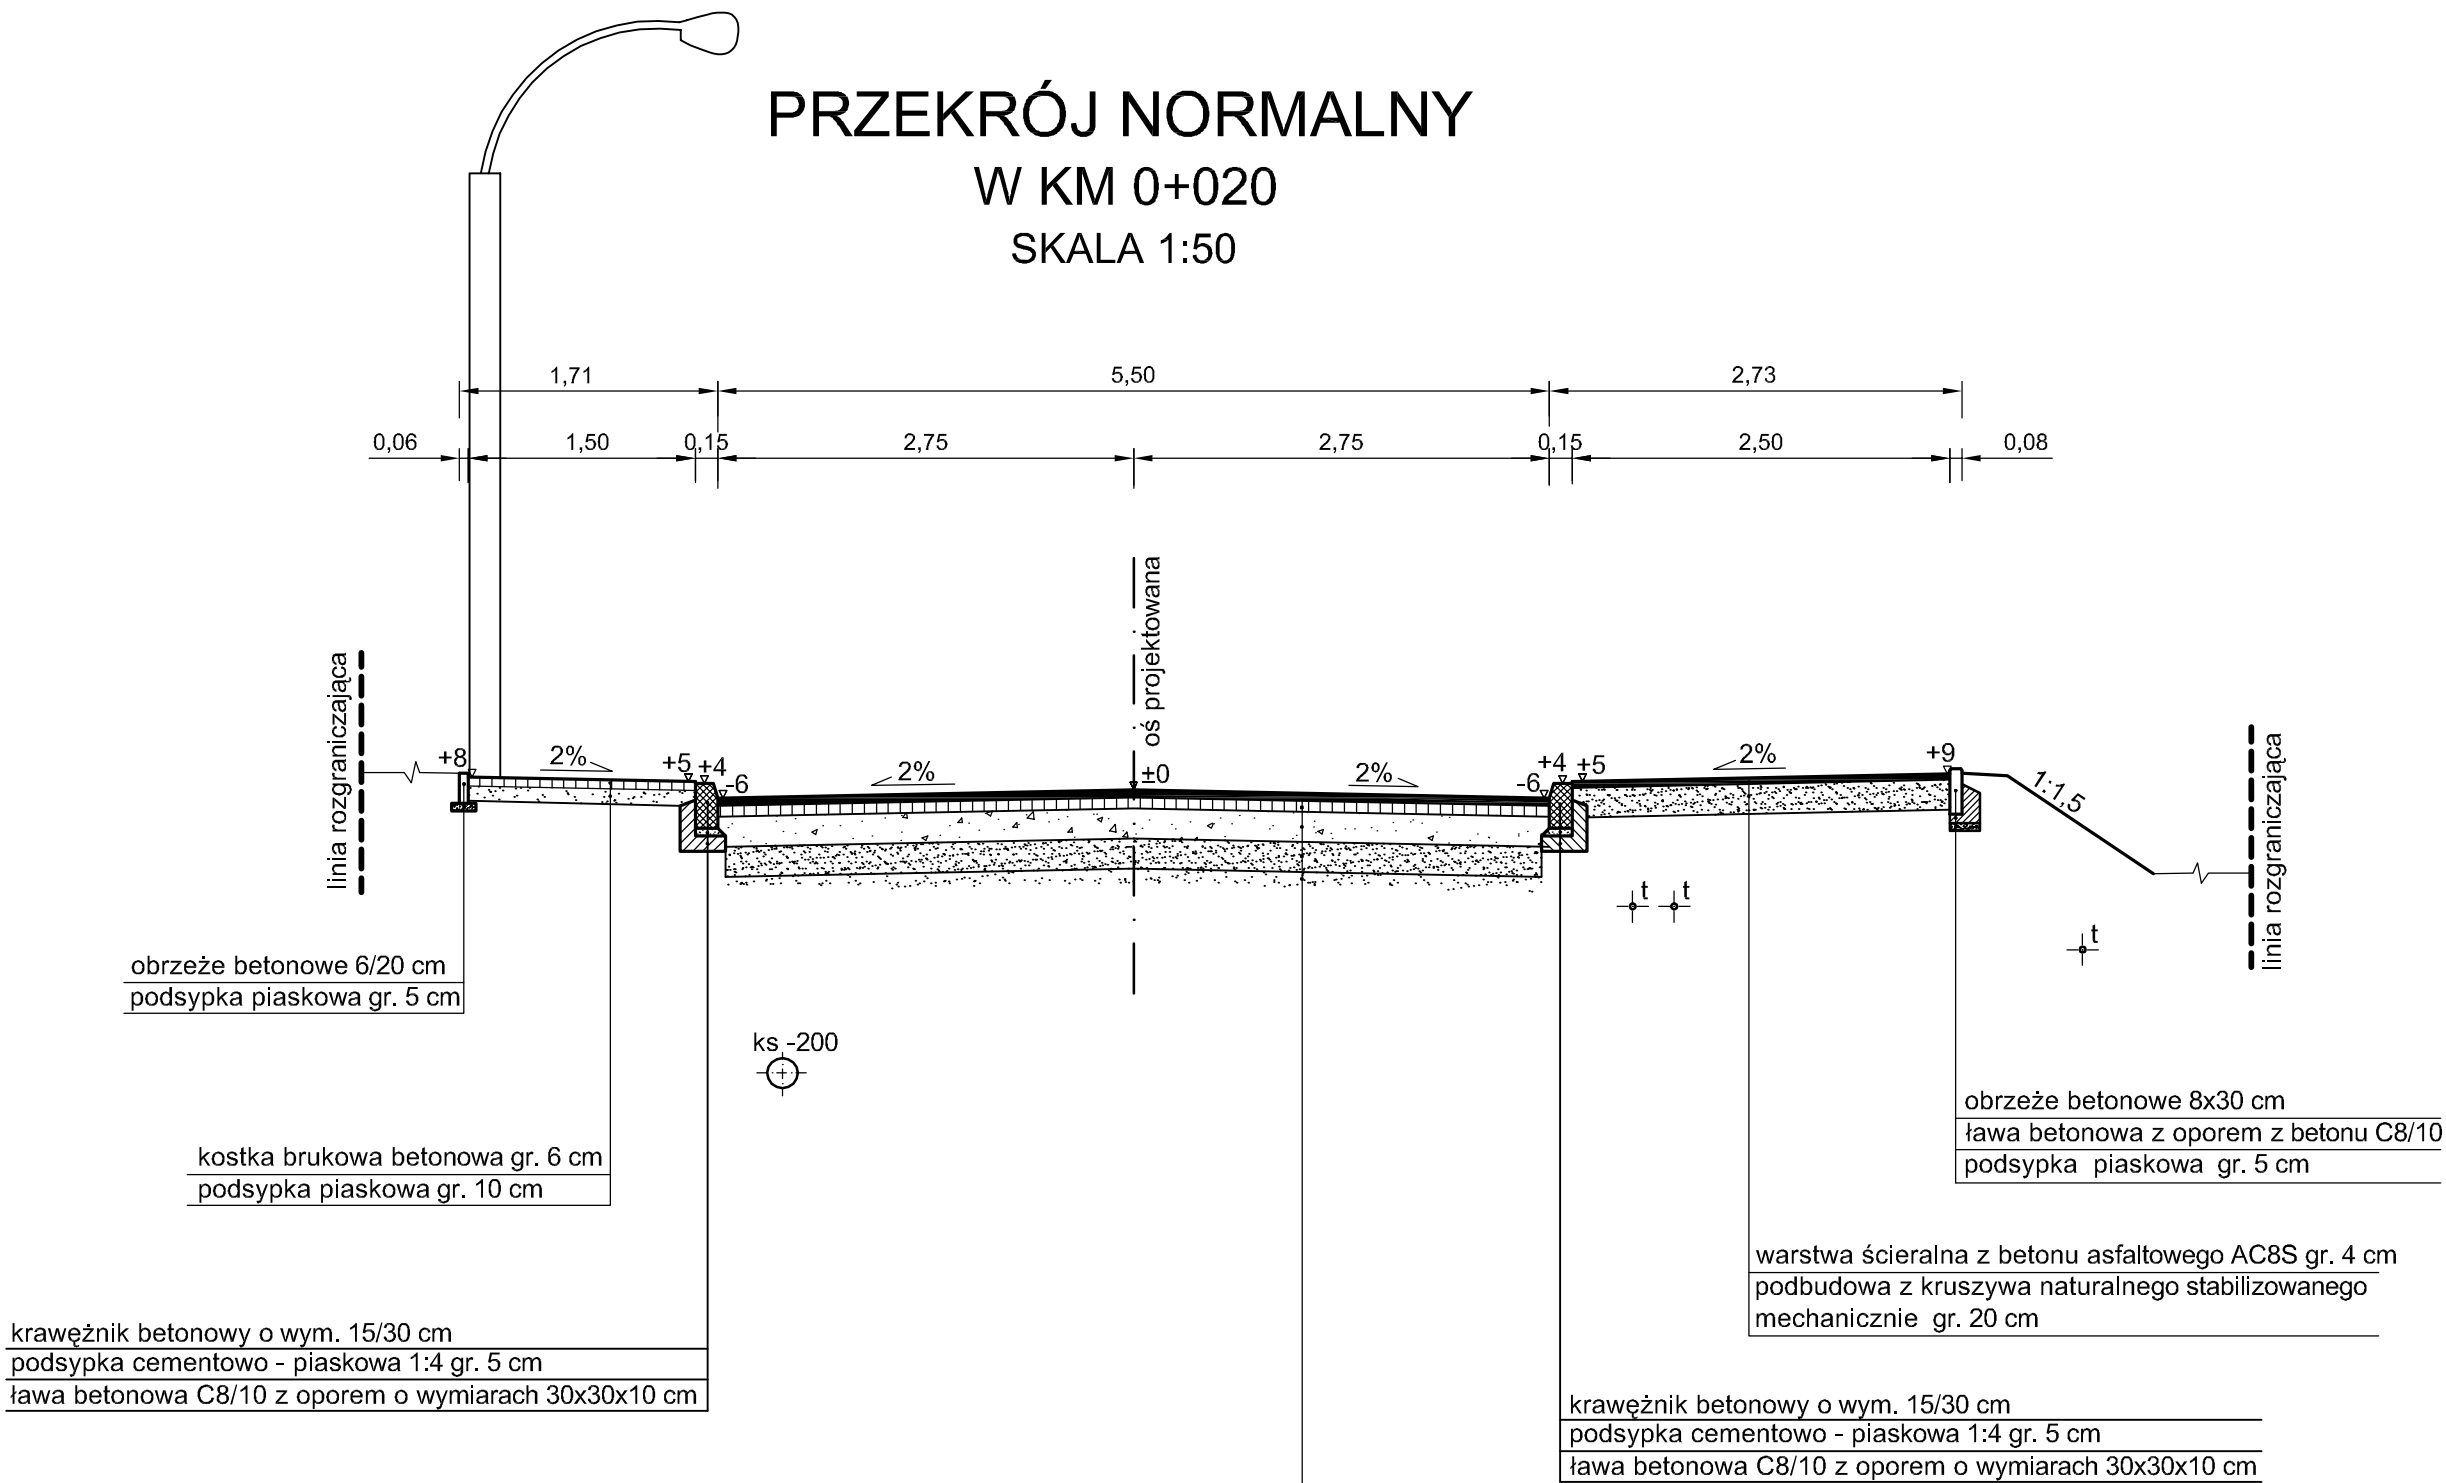 PRZEKRÓJ NORMALNY
W KM 0+020
SKALA 1:50
1,71
5,50
2,73
0,06
1,50
0,15
2,75
2,75
0,15
2,50
0,08
oś projektowana
linia rozgraniczająca
linia rozgraniczająca
+8
2%
+5
+4
-6
2%
±0
2%
-6
+4
+5
2%
+9
1:1,5
t
t
t
ks -200
obrzeże betonowe 6/20 cm
podsypka piaskowa gr. 5 cm
kostka brukowa betonowa gr. 6 cm
podsypka piaskowa gr. 10 cm
krawężnik betonowy o wym. 15/30 cm
podsypka cementowo - piaskowa 1:4 gr. 5 cm
ława betonowa C8/10 z oporem o wymiarach 30x30x10 cm
obrzeże betonowe 8x30 cm
ława betonowa z oporem z betonu C8/10
podsypka piaskowa gr. 5 cm
warstwa ścieralna z betonu asfaltowego AC8S gr. 4 cm
podbudowa z kruszywa naturalnego stabilizowanego
mechanicznie gr. 20 cm
krawężnik betonowy o wym. 15/30 cm
podsypka cementowo - piaskowa 1:4 gr. 5 cm
ława betonowa C8/10 z oporem o wymiarach 30x30x10 cm